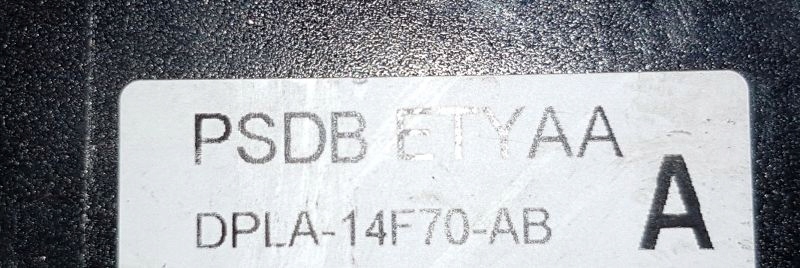 PSDB ETYAA
DPLA-14F70-AB
A